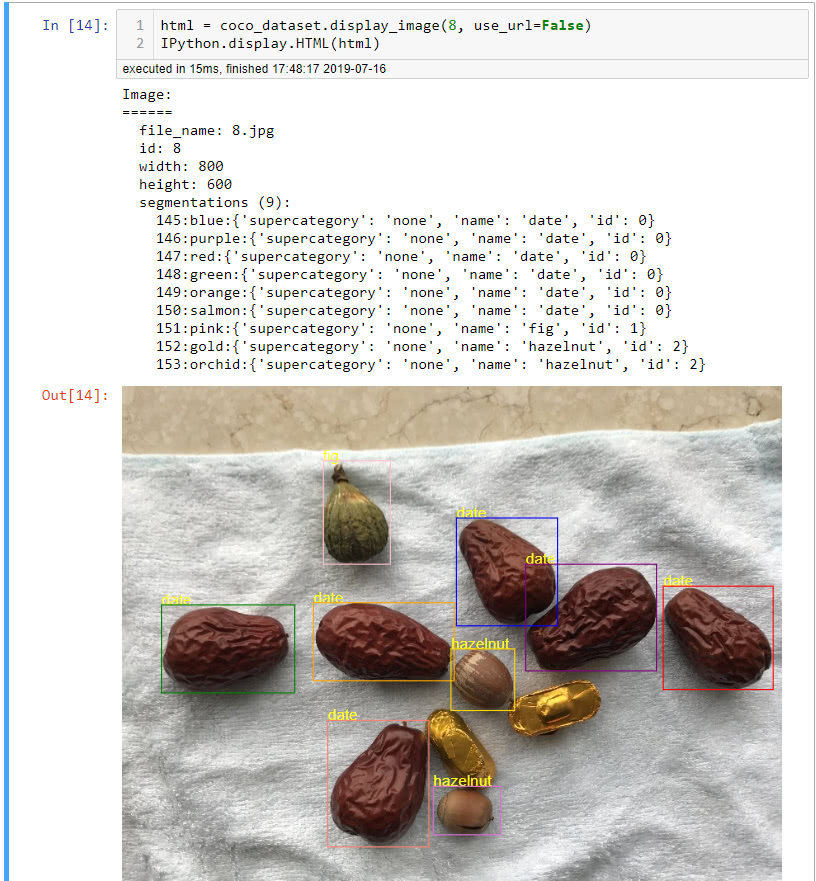 In [14]:
1 html = coco_dataset.display_image(8, use_url=False)
2 IPython.display.HTML(html)
executed in 15ms, finished 17:48:17 2019-07-16
Image:
======
file_name: 8.jpg
id: 8
width: 800
height: 600
segmentations (9):
145:blue:{'supercategory': 'none', 'name': 'date', 'id': 0}
146:purple:{'supercategory': 'none', 'name': 'date', 'id': 0}
147:red:{'supercategory': 'none', 'name': 'date', 'id': 0}
148:green:{'supercategory': 'none', 'name': 'date', 'id': 0}
149:orange:{'supercategory': 'none', 'name': 'date', 'id': 0}
150:salmon:{'supercategory': 'none', 'name': 'date', 'id': 0}
151:pink:{'supercategory': 'none', 'name': 'fig', 'id': 1}
152:gold:{'supercategory': 'none', 'name': 'hazelnut', 'id': 2}
153:orchid:{'supercategory': 'none', 'name': 'hazelnut', 'id': 2}
Out[14]:
fig
date
date
date
date
date
hazelnut
date
hazelnut